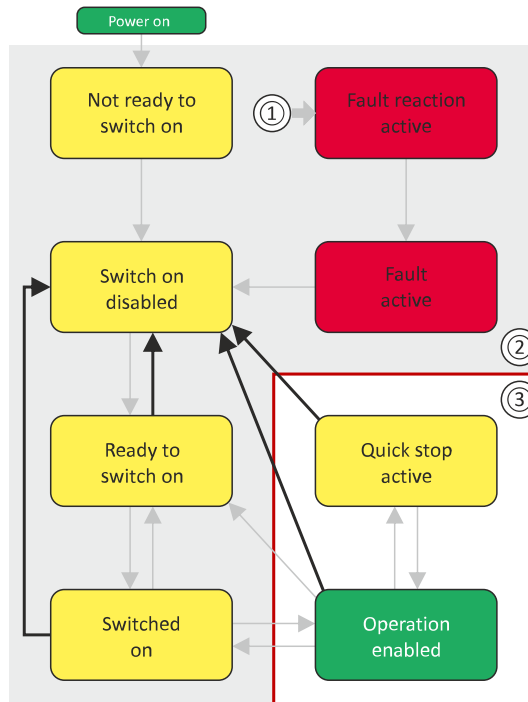 Power on
Not ready to
switch on
1
Fault reaction
active
Switch on
disabled
Fault
active
2
3
Ready to
switch on
Quick stop
active
Switched
on
Operation
enabled